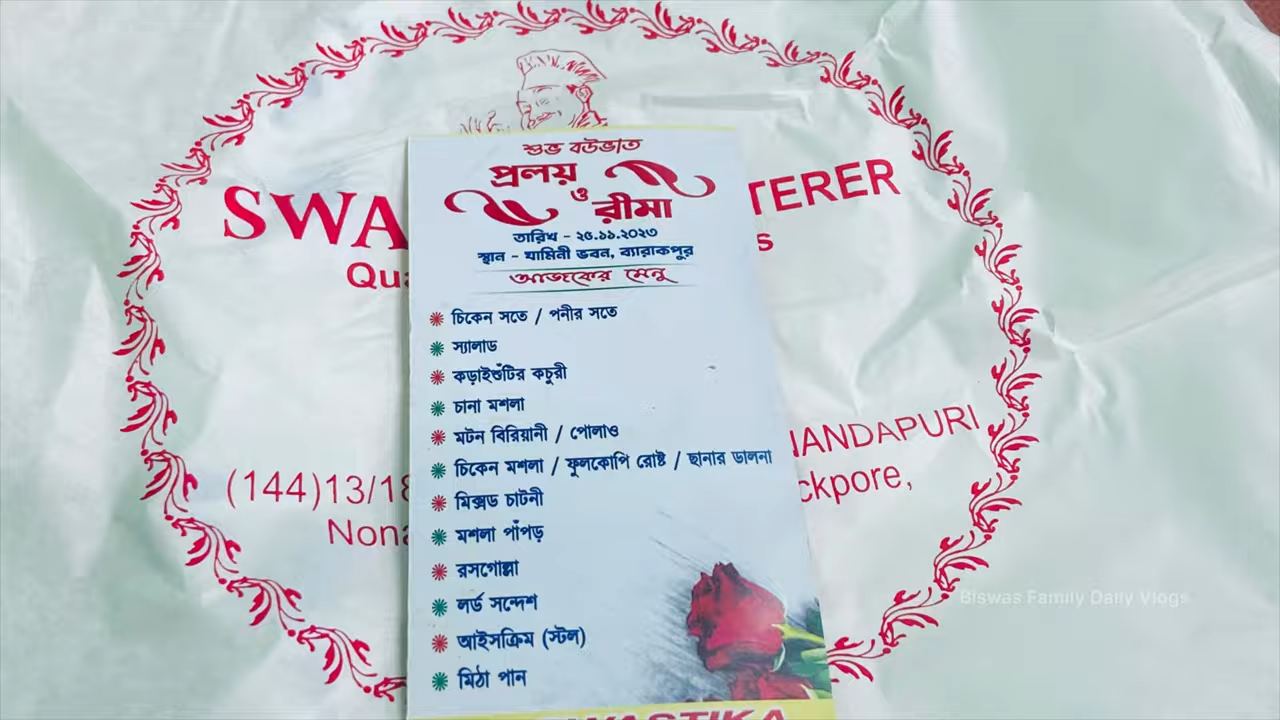 শুভ বউভাত
প্রলয়
ও
রীমা
তারিখ - ২৫.১১.২০২৩
স্থান - যামিনী ভবন, ব্যারাকপুর
আজকের মেনু
চিকেন সতে / পনীর সতে
স্যালাড
কড়াইশুঁটির কচুরী
চানা মশলা
মটন বিরিয়ানী / পোলাও
চিকেন মশলা / ফুলকোপি রোষ্ট / ছানার ডালনা
মিক্সড চাটনী
মশলা পাঁপড়
রসগোল্লা
লর্ড সন্দেশ
আইসক্রিম (স্টল)
মিঠা পান
SWASTIKA
SWA TERER
Qua s
(144)13/18 NANDAPURI
Nona ckpore,
Biswas Family Daily Vlogs